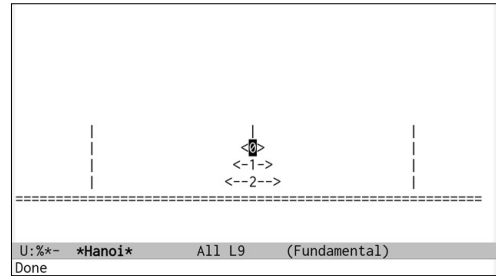 |                    |                    |
|                   <0>                   |
|                  <-1->                  |
|                 <--2-->                 |
==========================================================
U:%*-  *Hanoi*       All L9     (Fundamental)
Done